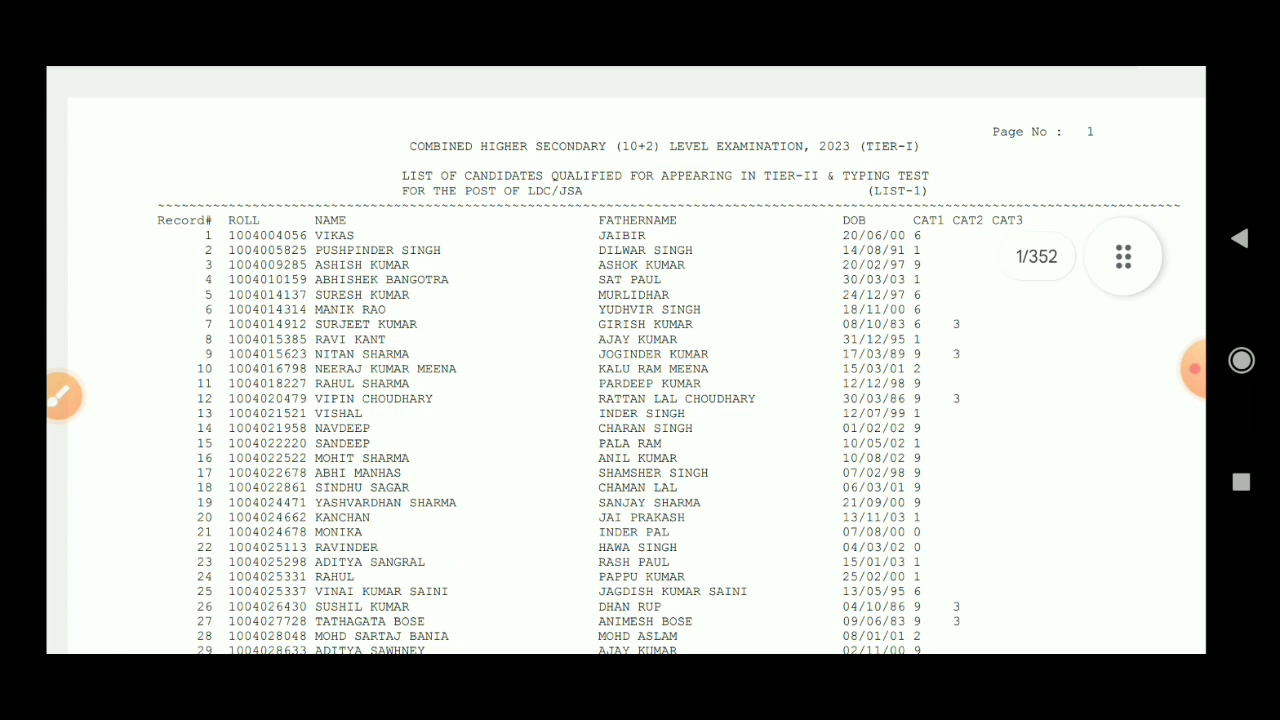 Page No :   1
COMBINED HIGHER SECONDARY (10+2) LEVEL EXAMINATION, 2023 (TIER-I)
LIST OF CANDIDATES QUALIFIED FOR APPEARING IN TIER-II & TYPING TEST
FOR THE POST OF LDC/JSA (LIST-1)
~~~~~~~~~~~~~~~~~~~~~~~~~~~~~~~~~~~~~~~~~~~~~~~~~~~~~~~~~~~~~~~~~~~~~~~~~~~~~~~~~~~~~~~~~~~~~~~~~~~~~~~~~~~~~~~~~~~~~~~~~~~~~~~~~~
Record# ROLL NAME FATHERNAME DOB CAT1 CAT2 CAT3
1 1004004056 VIKAS JAIBIR 20/06/00 6
1/352
2 1004005825 PUSHPINDER SINGH DILWAR SINGH 14/08/91 1
3 1004009285 ASHISH KUMAR ASHOK KUMAR 20/02/97 9
4 1004010159 ABHISHEK BANGOTRA SAT PAUL 30/03/03 1
5 1004014137 SURESH KUMAR MURLIDHAR 24/12/97 6
6 1004014314 MANIK RAO YUDHVIR SINGH 18/11/00 6
7 1004014912 SURJEET KUMAR GIRISH KUMAR 08/10/83 6 3
8 1004015385 RAVI KANT AJAY KUMAR 31/12/95 1
9 1004015623 NITAN SHARMA JOGINDER KUMAR 17/03/89 9 3
10 1004016798 NEERAJ KUMAR MEENA KALU RAM MEENA 15/03/01 2
11 1004018227 RAHUL SHARMA PARDEEP KUMAR 12/12/98 9
12 1004020479 VIPIN CHOUDHARY RATTAN LAL CHOUDHARY 30/03/86 9 3
13 1004021521 VISHAL INDER SINGH 12/07/99 1
14 1004021958 NAVDEEP CHARAN SINGH 01/02/02 9
15 1004022220 SANDEEP PALA RAM 10/05/02 1
16 1004022522 MOHIT SHARMA ANIL KUMAR 10/08/02 9
17 1004022678 ABHI MANHAS SHAMSHER SINGH 07/02/98 9
18 1004022861 SINDHU SAGAR CHAMAN LAL 06/03/01 9
19 1004024471 YASHVARDHAN SHARMA SANJAY SHARMA 21/09/00 9
20 1004024662 KANCHAN JAI PRAKASH 13/11/03 1
21 1004024678 MONIKA INDER PAL 07/08/00 0
22 1004025113 RAVINDER HAWA SINGH 04/03/02 0
23 1004025298 ADITYA SANGRAL RASH PAUL 15/01/03 1
24 1004025331 RAHUL PAPPU KUMAR 25/02/00 1
25 1004025337 VINAI KUMAR SAINI JAGDISH KUMAR SAINI 13/05/95 6
26 1004026430 SUSHIL KUMAR DHAN RUP 04/10/86 9 3
27 1004027728 TATHAGATA BOSE ANIMESH BOSE 09/06/83 9 3
28 1004028048 MOHD SARTAJ BANIA MOHD ASLAM 08/01/01 2
29 1004028633 ADITYA SAWHNEY AJAY KUMAR 02/11/00 9